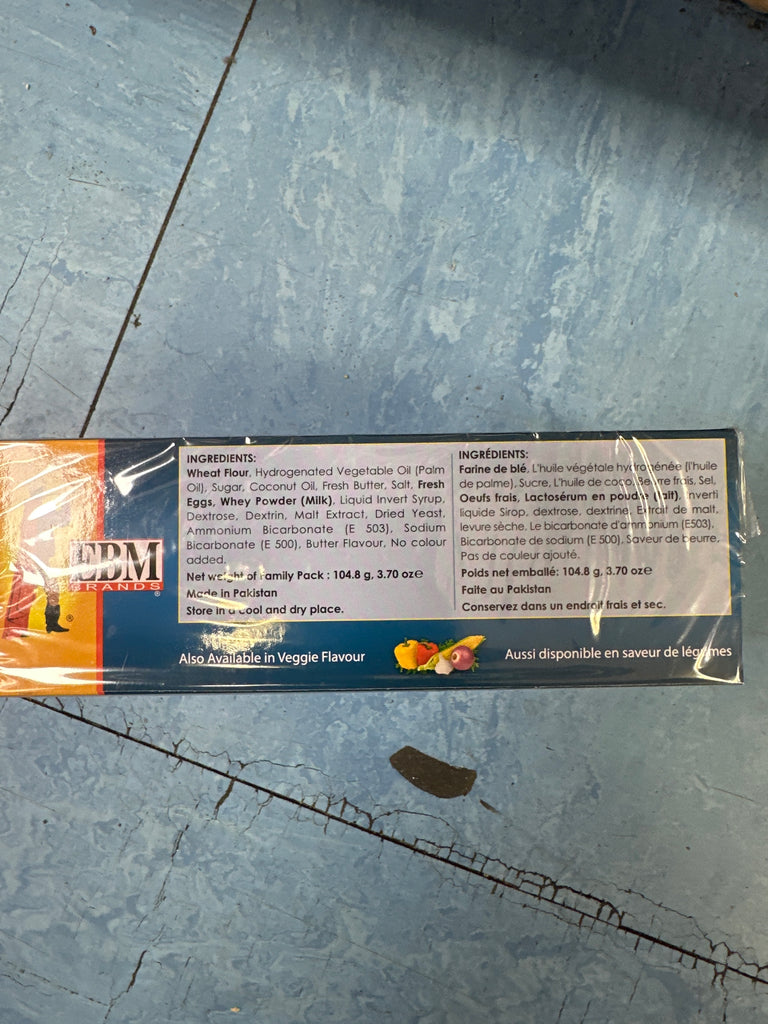 INGREDIENTS:
Wheat Flour, Hydrogenated Vegetable Oil (Palm
Oil), Sugar, Coconut Oil, Fresh Butter, Salt, Fresh
Eggs, Whey Powder (Milk), Liquid Invert Syrup,
Dextrose, Dextrin, Malt Extract, Dried Yeast,
Ammonium Bicarbonate (E 503), Sodium
Bicarbonate (E 500), Butter Flavour, No colour
added.
Net weight of Family Pack : 104.8 g, 3.70 oz℮
Made in Pakistan
Store in a cool and dry place.
INGRÉDIENTS:
Farine de blé, L'huile végétale hydrogénée (l'huile
de palme), Sucre, L'huile de coco, Beurre frais, Sel,
Oeufs frais, Lactosérum en poudre (lait), Inverti
liquide Sirop, dextrose, dextrine, Extrait de malt,
levure sèche, Le bicarbonate d'ammonium (E503),
Bicarbonate de sodium (E 500), Saveur de beurre,
Pas de couleur ajouté.
Poids net emballé: 104.8 g, 3.70 oz℮
Faite au Pakistan
Conservez dans un endroit frais et sec.
EBM
BRANDS
®
®
Also Available in Veggie Flavour
Aussi disponible en saveur de légumes